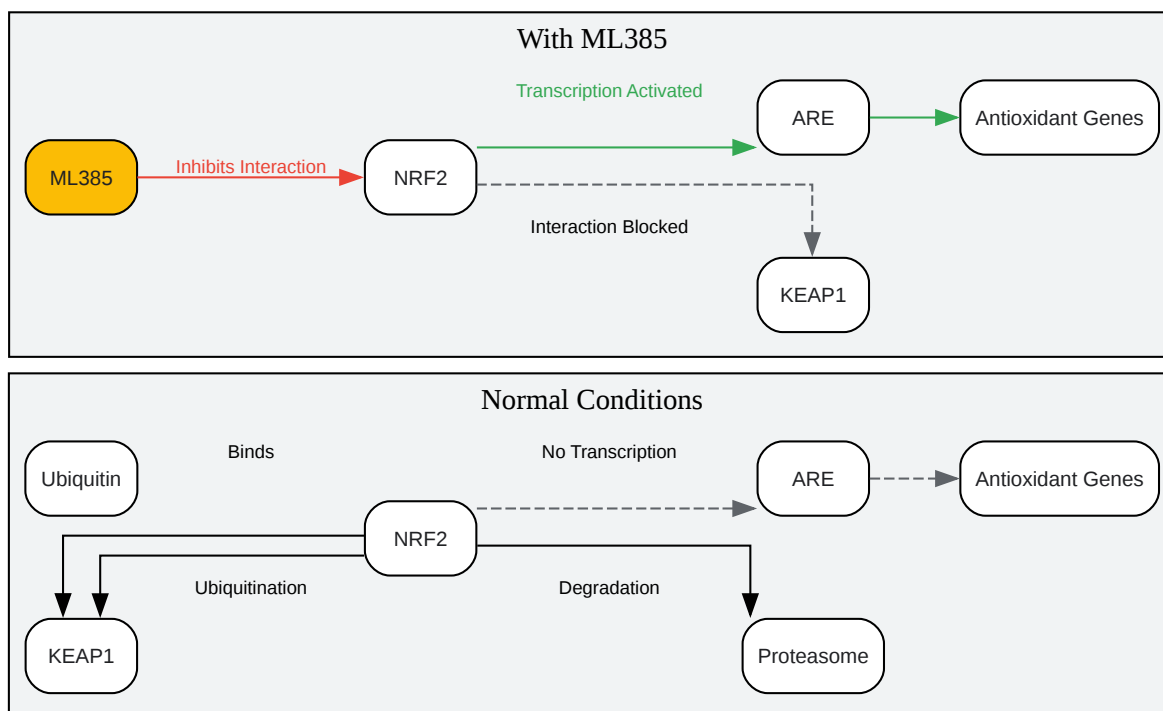 With ML385
Transcription Activated
ARE
Antioxidant Genes
ML385
Inhibits Interaction
NRF2
Interaction Blocked
KEAP1
Normal Conditions
Ubiquitin
Binds
No Transcription
ARE
Antioxidant Genes
NRF2
Ubiquitination
Degradation
KEAP1
Proteasome